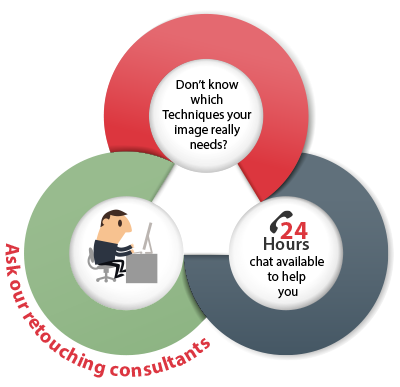 Don't know
which
Techniques your
image really
needs?
24
Hours
chat available
to help
you
Ask our retouching consultants